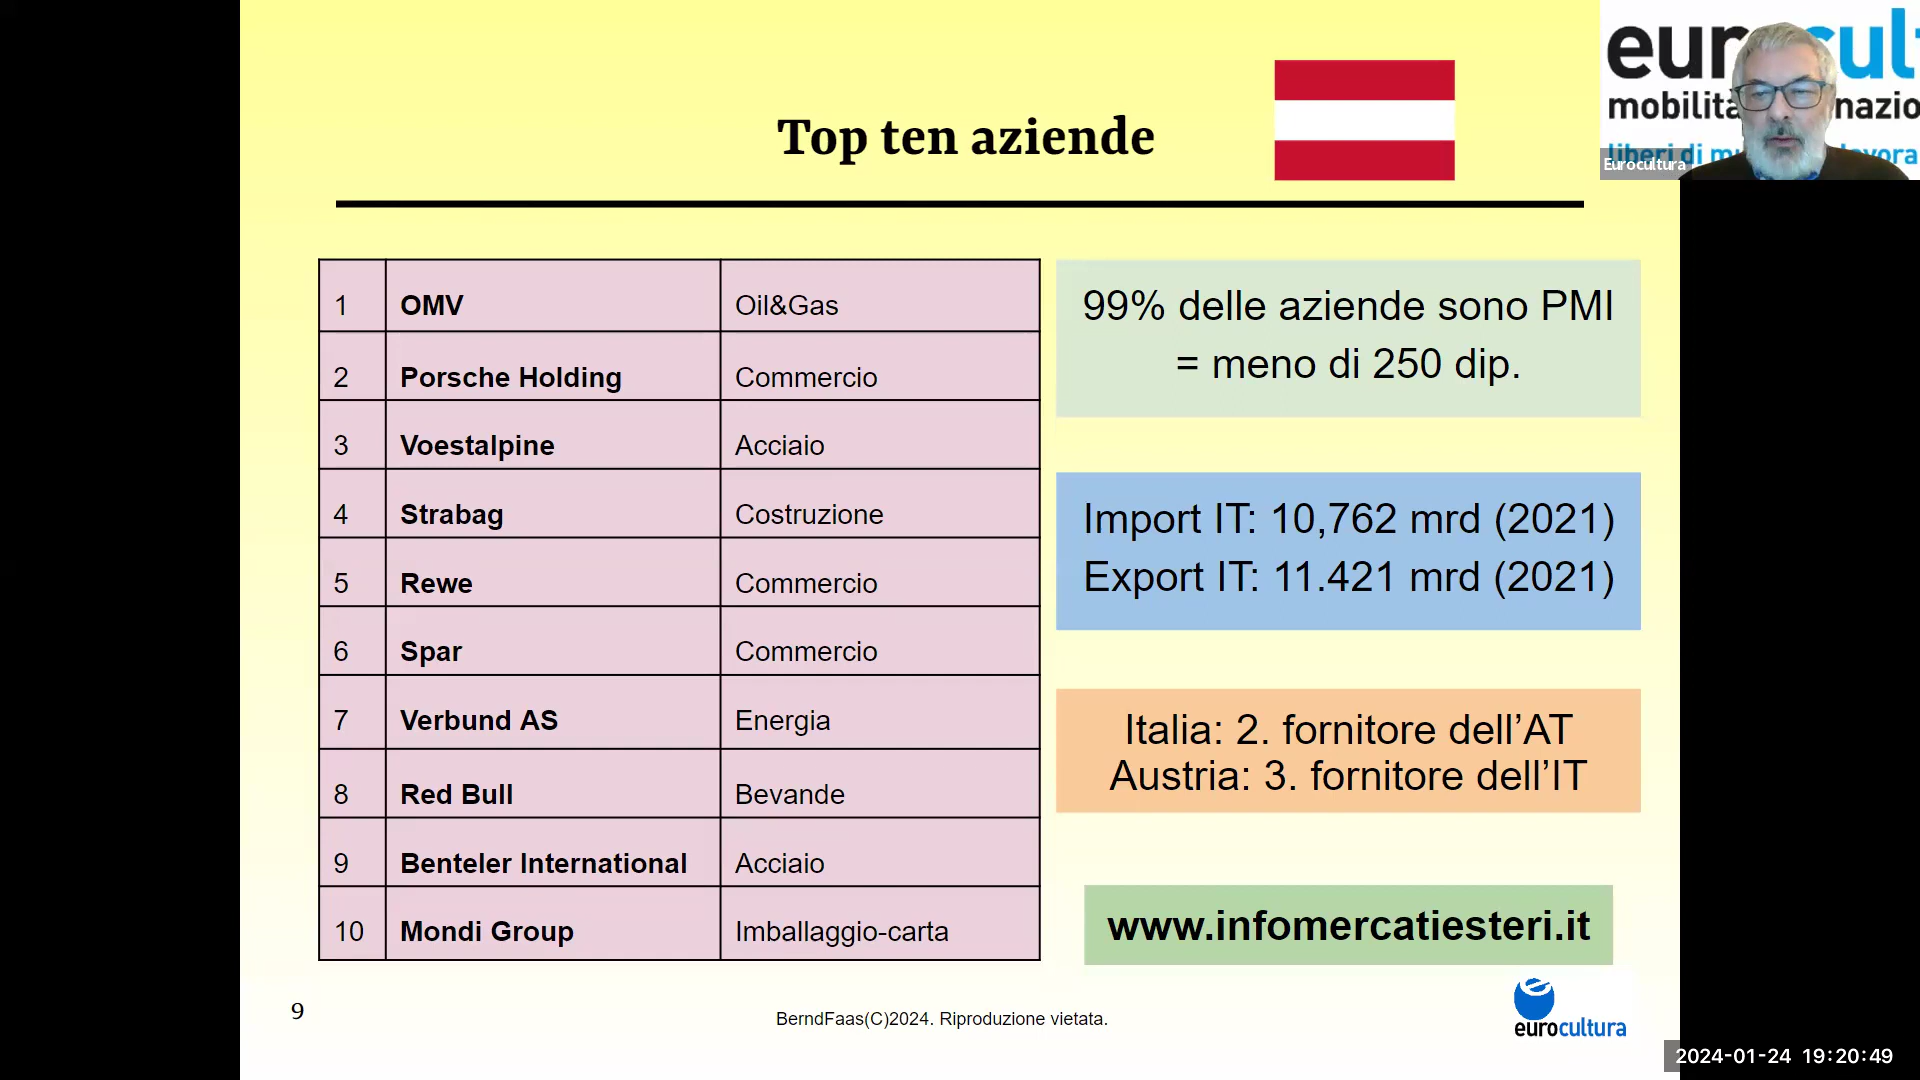 Top ten aziende
1 OMV Oil&Gas
2 Porsche Holding Commercio
3 Voestalpine Acciaio
4 Strabag Costruzione
5 Rewe Commercio
6 Spar Commercio
7 Verbund AS Energia
8 Red Bull Bevande
9 Benteler International Acciaio
10 Mondi Group Imballaggio-carta
99% delle aziende sono PMI
= meno di 250 dip.
Import IT: 10,762 mrd (2021)
Export IT: 11.421 mrd (2021)
Italia: 2. fornitore dell’AT
Austria: 3. fornitore dell’IT
www.infomercatiesteri.it
9
BerndFaas(C)2024. Riproduzione vietata.
eurocultura
Eurocultura
liberi di
2024-01-24 19:20:49